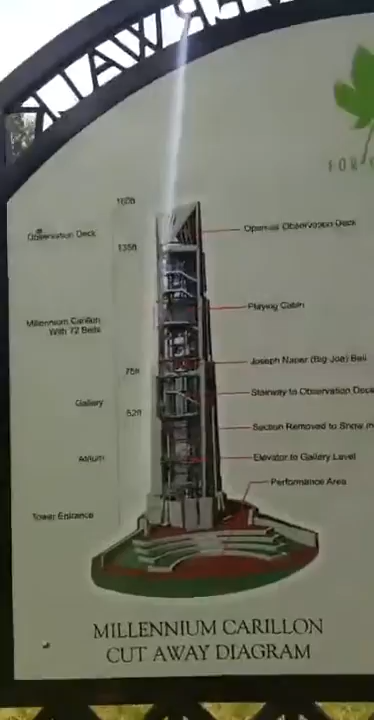 RIVERWALK
FOR
160ft
Observation Deck
Open-air Observation Deck
135ft
Playing Cabin
Millennium Carillon
With 72 Bells
Joseph Naper (Big Joe) Bell
75ft
Stairway to Observation Deck
Gallery
52ft
Section Removed to Show
Atrium
Elevator to Gallery Level
Performance Area
Tower Entrance
MILLENNIUM CARILLON
CUT AWAY DIAGRAM